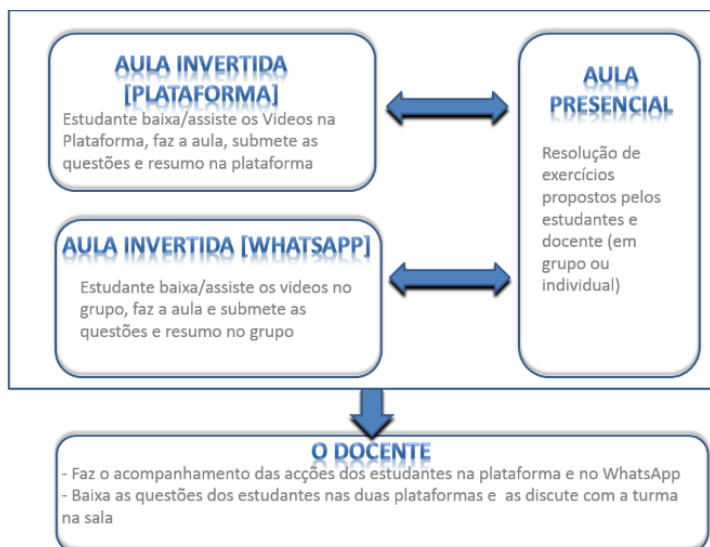 AULA INVERTIDA
[PLATAFORMA]
Estudante baixa/assiste os Videos na
Plataforma, faz a aula, submete as
questões e resumo na plataforma
AULA INVERTIDA [WHATSAPP]
Estudante baixa/assiste os videos no
grupo, faz a aula e submete as
questões e resumo no grupo
AULA
PRESENCIAL
Resolução de
exercícios
propostos pelos
estudantes e
docente (em
grupo ou
individual)
O DOCENTE
- Faz o acompanhamento das acções dos estudantes na plataforma e no WhatsApp
- Baixa as questões dos estudantes nas duas plataformas e as discute com a turma
na sala